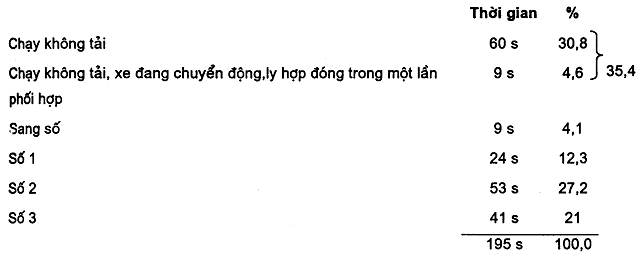 Thời gian %
Chạy không tải 60 s 30,8
Chạy không tải, xe đang chuyển động,ly hợp đóng trong một lần 9 s 4,6 35,4
phối hợp
Sang số 9 s 4,1
Số 1 24 s 12,3
Số 2 53 s 27,2
Số 3 41 s 21
195 s 100,0